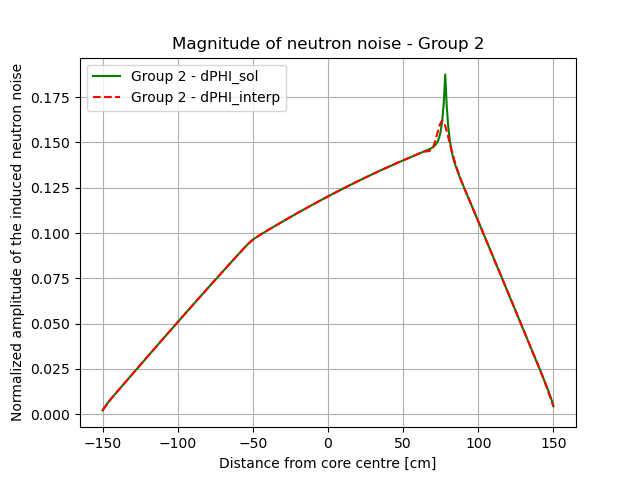 Magnitude of neutron noise - Group 2
Normalized amplitude of the induced neutron noise
Group 2 - dPHI_sol
Group 2 - dPHI_interp
0.175
0.150
0.125
0.100
0.075
0.050
0.025
0.000
−150 −100 −50 0 50 100 150
Distance from core centre [cm]